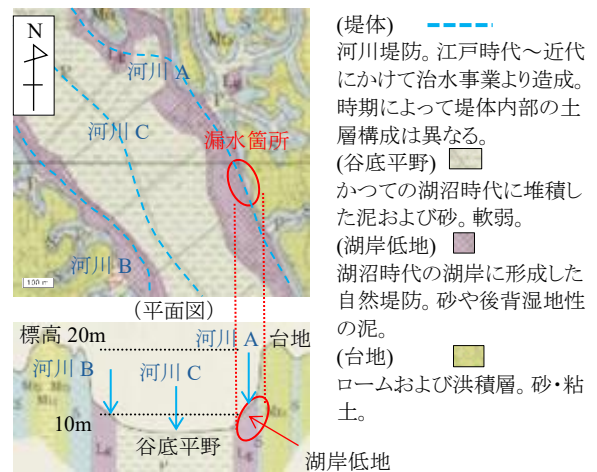 N
河川 A
河川 C
漏水箇所
河川 B
100 m
(平面図)
標高 20m
河川 A
台地
河川 B
河川 C
10m
谷底平野
湖岸低地
(堤体)
河川堤防。江戸時代～近代
にかけて治水事業より造成。
時期によって堤体内部の土
層構成は異なる。
(谷底平野)
かつての湖沼時代に堆積し
た泥および砂。軟弱。
(湖岸低地)
湖沼時代の湖岸に形成した
自然堤防。砂や後背湿地性
の泥。
(台地)
ロームおよび洪積層。砂・粘
土。